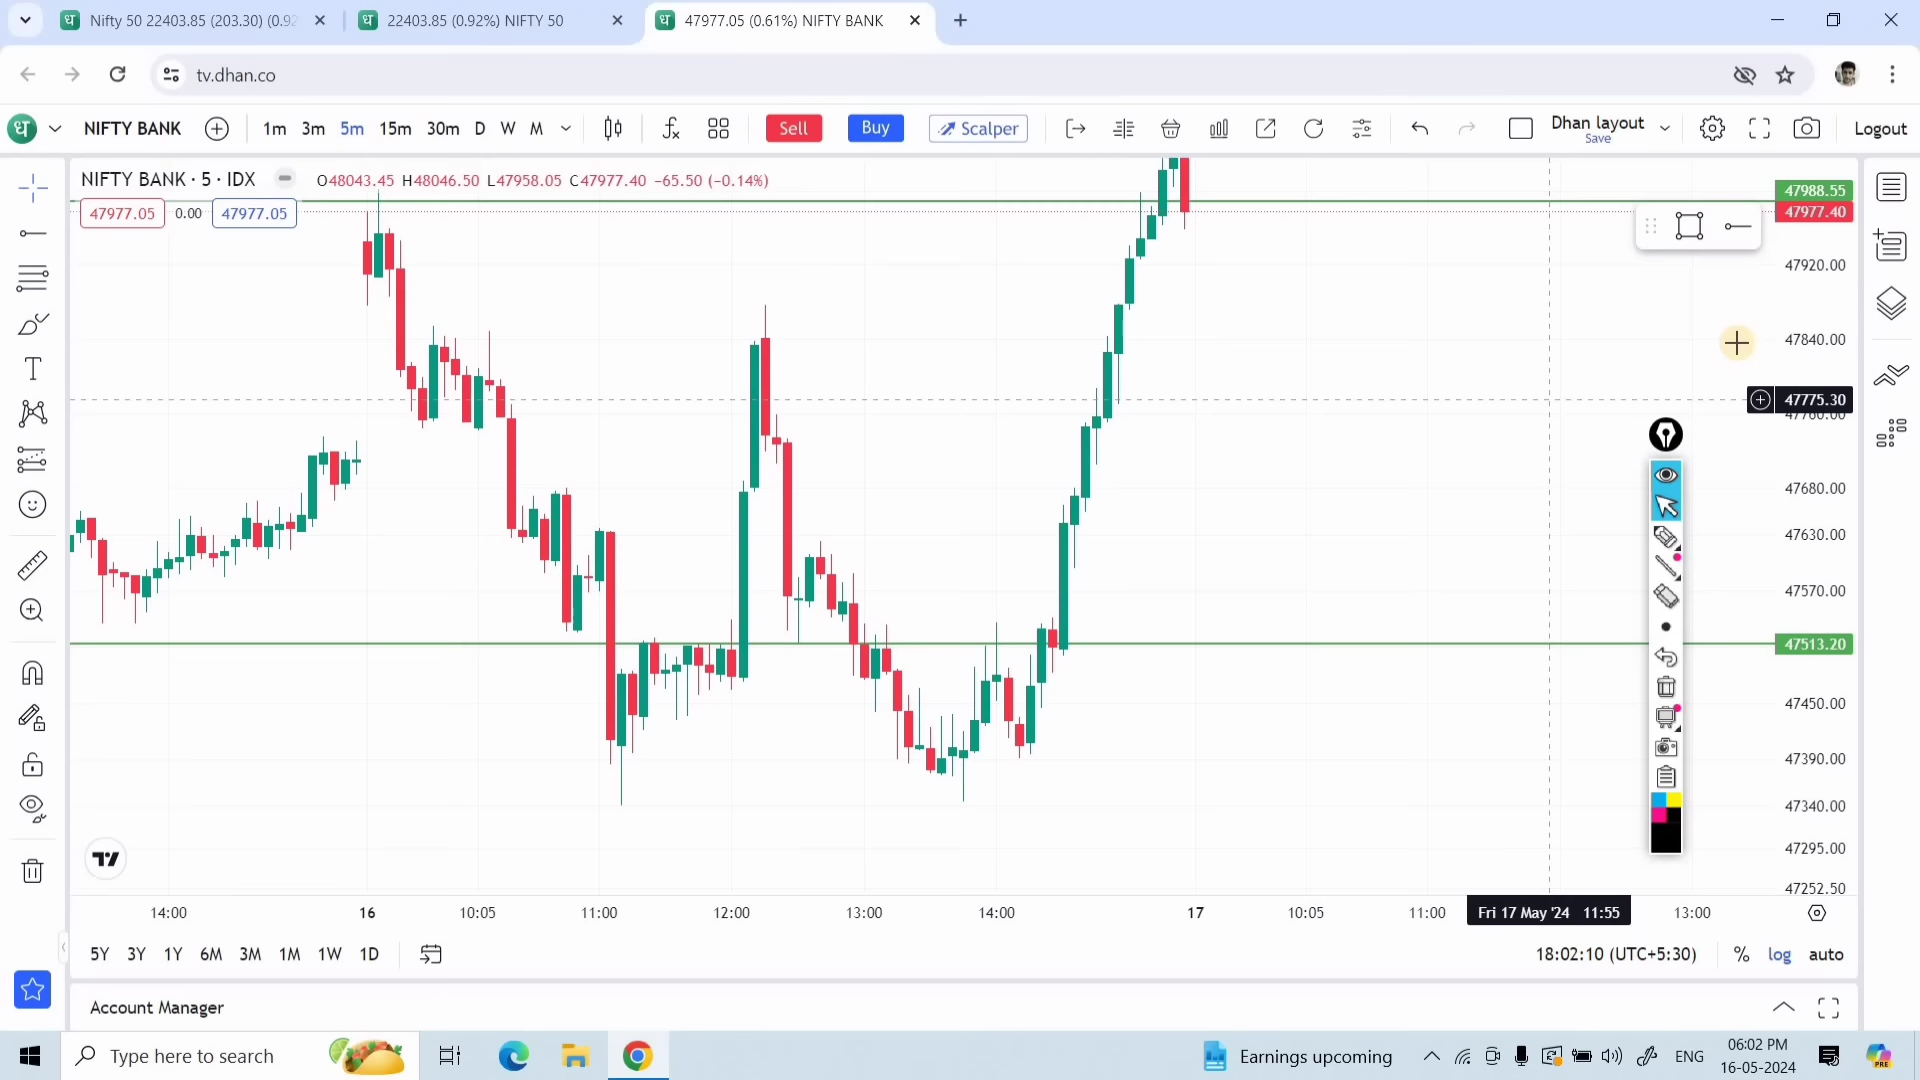 Nifty 50 22403.85 (203.30) (0.92
22403.85 (0.92%) NIFTY 50
47977.05 (0.61%) NIFTY BANK
tv.dhan.co
NIFTY BANK
1m 3m 5m 15m 30m D W M
Sell
Buy
Scalper
Dhan layout
Save
Logout
NIFTY BANK · 5 · IDX
O48043.45 H48046.50 L47958.05 C47977.40 −65.50 (−0.14%)
47977.05 0.00 47977.05
47988.55
47977.40
47920.00
47840.00
47775.30
47760.00
47680.00
47630.00
47570.00
47513.20
47450.00
47390.00
47340.00
47295.00
47252.50
14:00 16 10:05 11:00 12:00 13:00 14:00 17 10:05 11:00 Fri 17 May '24 11:55 13:00
5Y 3Y 1Y 6M 3M 1M 1W 1D
18:02:10 (UTC+5:30) % log auto
Account Manager
Type here to search
Earnings upcoming
ENG
06:02 PM
16-05-2024